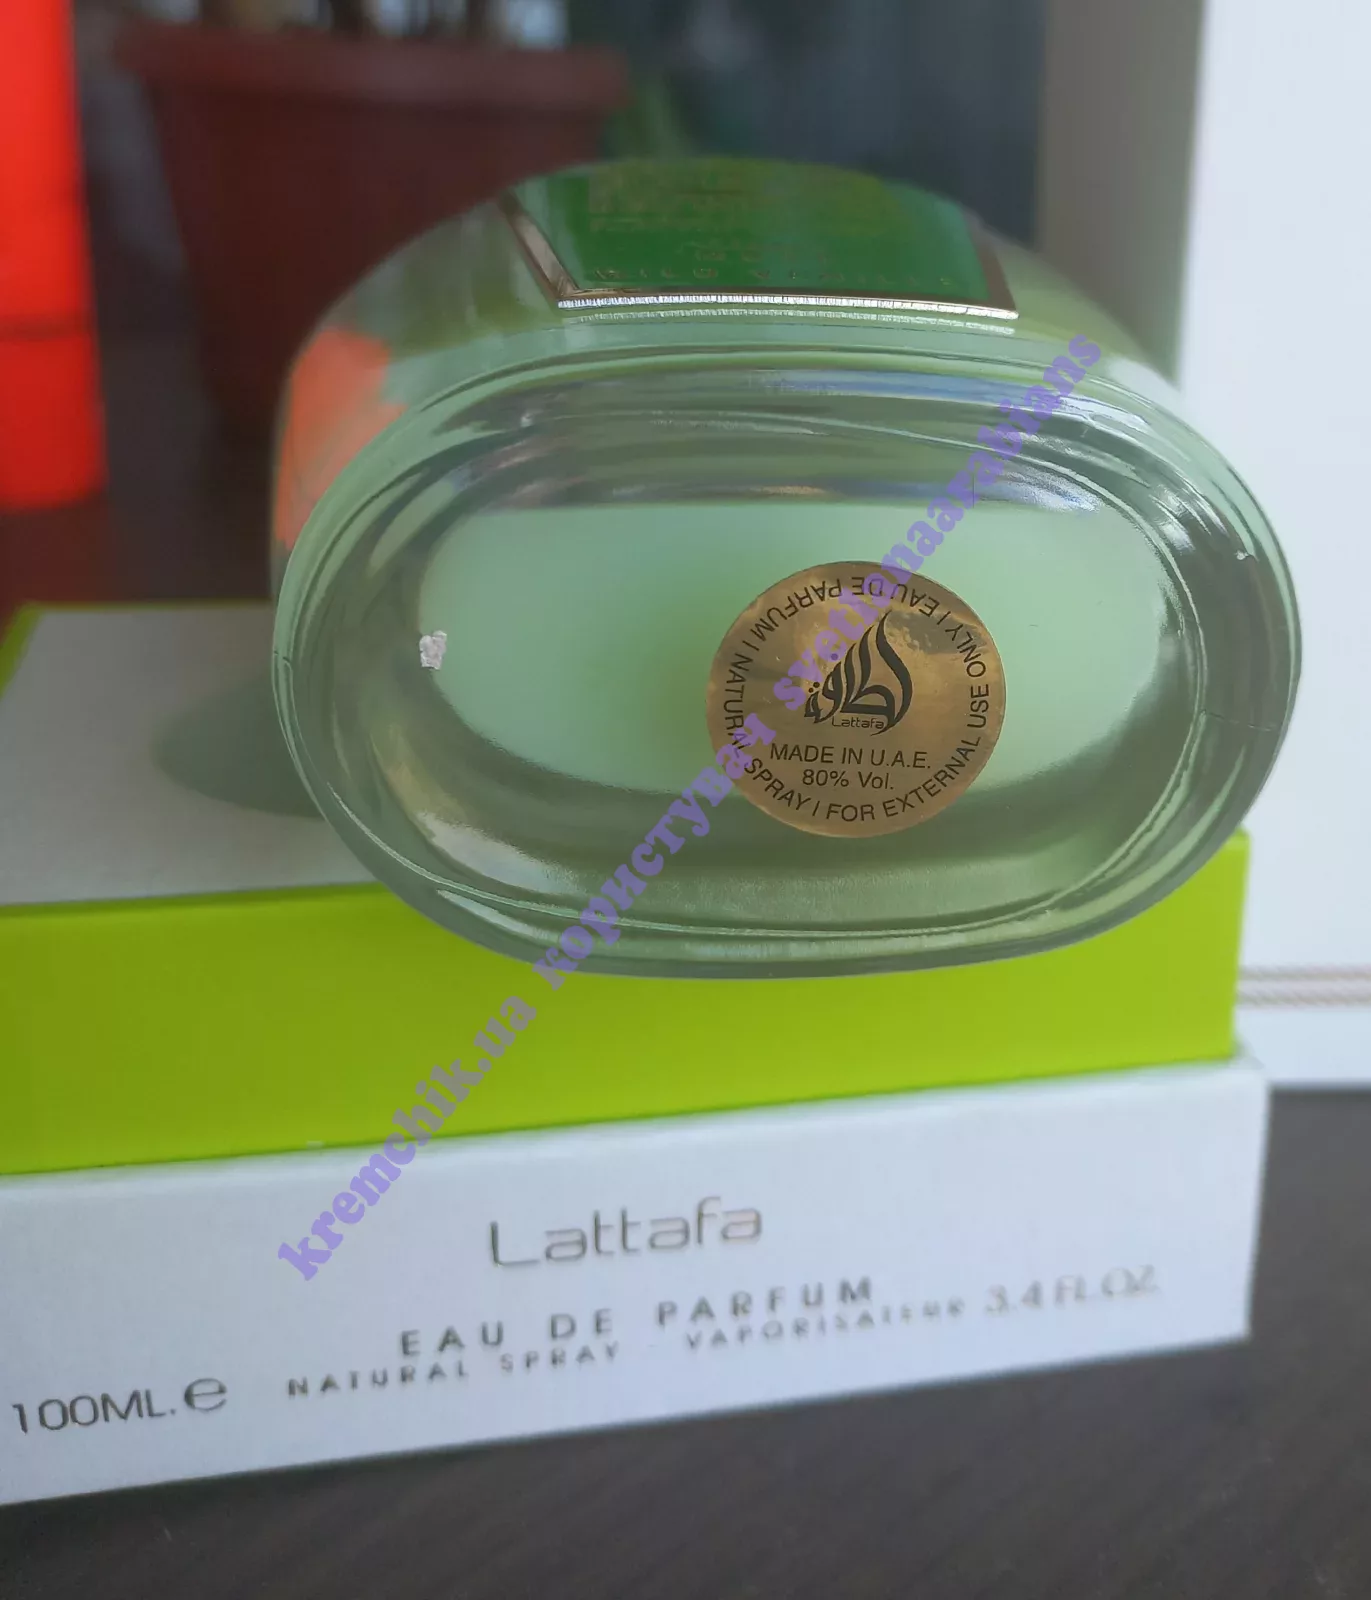 EAU DE PARFUM | NATURAL SPRAY | FOR EXTERNAL USE ONLY |
لطافة
Lattafa
MADE IN U.A.E.
80% Vol.
kremchik.ua користувач svetlanaarabians
Lattafa
EAU DE PARFUM
100ML.e NATURAL SPRAY VAPORISATEUR 3.4 FL.OZ.